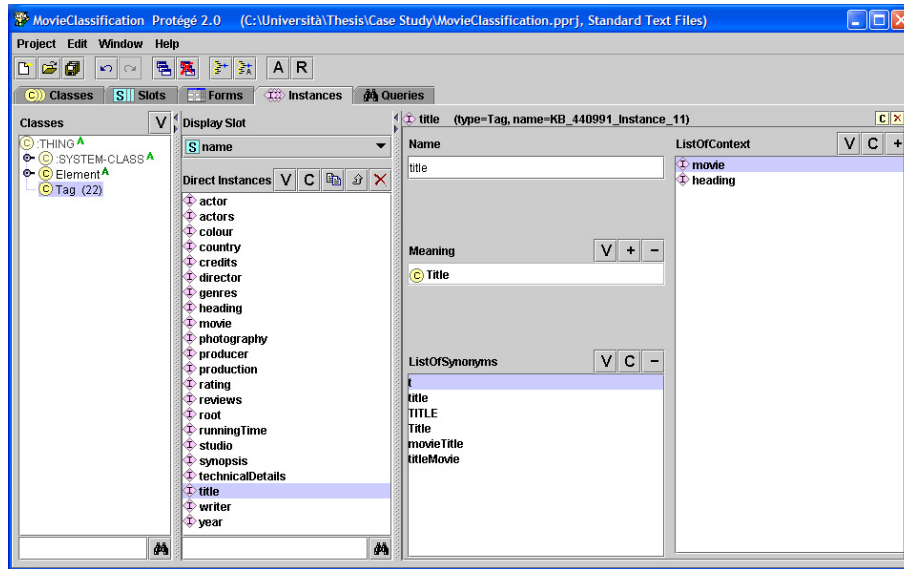 MovieClassification Protégé 2.0 (C:\Università\Thesis\Case Study\MovieClassification.pprj, Standard Text Files)
Project Edit Window Help
A R
C Classes S Slots Forms Instances Queries
Classes V
C :THING A
C :SYSTEM-CLASS A
C Element A
C Tag (22)
Display Slot
S name
Direct Instances V C
I actor
I actors
I colour
I country
I credits
I director
I genres
I heading
I movie
I photography
I producer
I production
I rating
I reviews
I root
I runningTime
I studio
I synopsis
I technicalDetails
I title
I writer
I year
I title (type=Tag, name=KB_440991_Instance_11) C ×
Name
title
Meaning V + −
C Title
ListOfSynonyms V C −
t
title
TITLE
Title
movieTitle
titleMovie
ListOfContext V C +
I movie
I heading